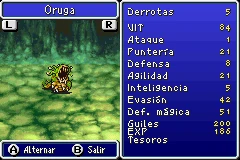 Oruga
L R
Derrotas 5
VIT 84
Ataque 1
Puntería 21
Defensa 8
Agilidad 21
Inteligencia 5
Evasión 42
Def. mágica 51
Guiles 200
EXP 186
Tesoros
A Alternar B Salir